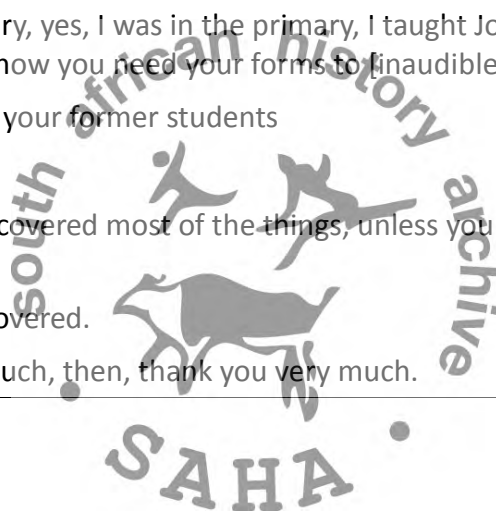 ry, yes, I was in the primary, I taught Jo
now you need your forms to [inaudible
your former students
covered most of the things, unless you
overed.
uch, then, thank you very much.
south african history archive
SAHA